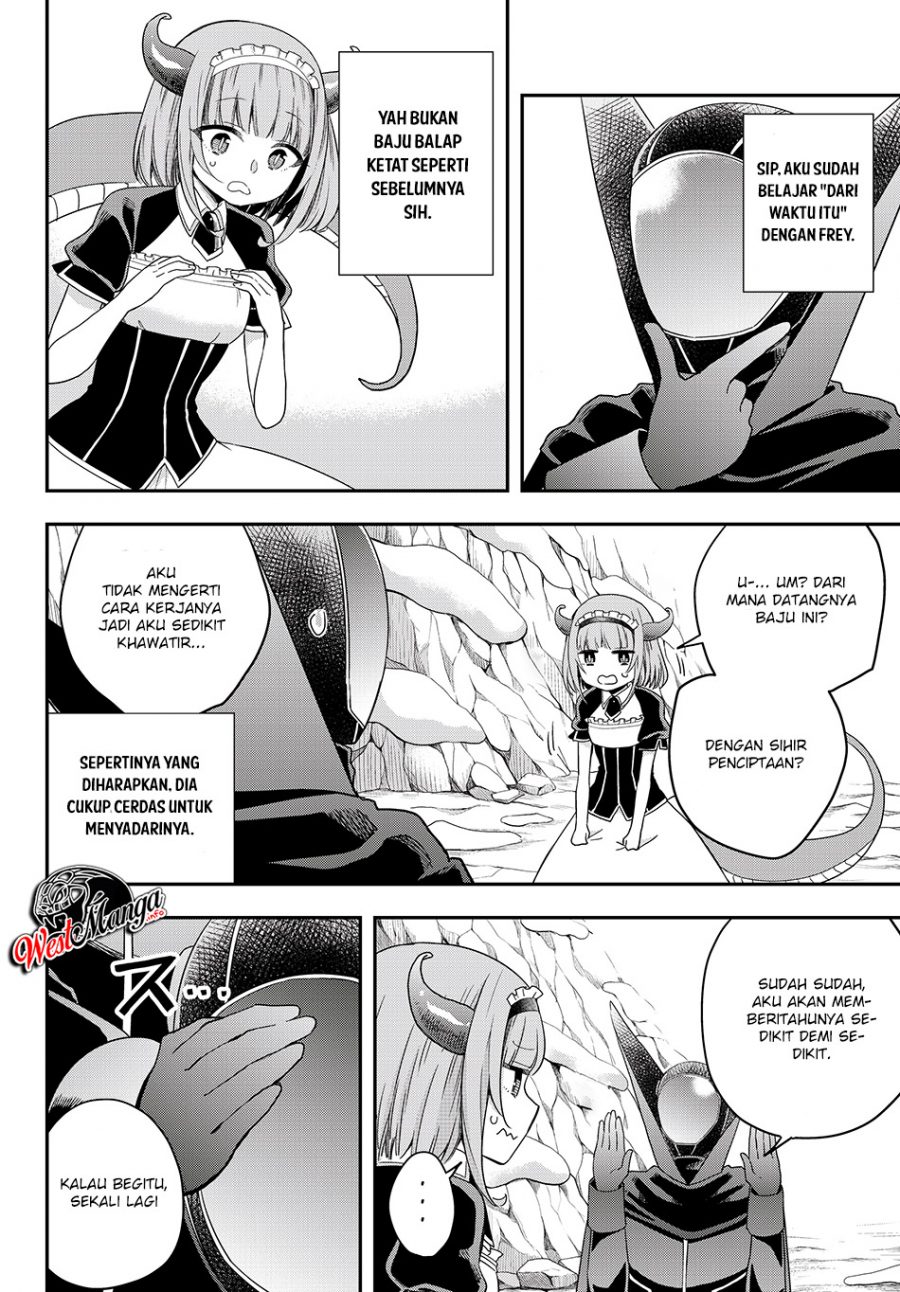 SIP, AKU SUDAH
BELAJAR "DARI
WAKTU ITU"
DENGAN FREY.
YAH BUKAN
BAJU BALAP
KETAT SEPERTI
SEBELUMNYA
SIH.
U-... UM? DARI
MANA DATANGNYA
BAJU INI?
DENGAN SIHIR
PENCIPTAAN?
AKU
TIDAK MENGERTI
CARA KERJANYA
JADI AKU SEDIKIT
KHAWATIR...
SEPERTINYA YANG
DIHARAPKAN, DIA
CUKUP CERDAS UNTUK
MENYADARINYA.
SUDAH SUDAH,
AKU AKAN MEM-
BERITAHUNYA SE-
DIKIT DEMI SE-
DIKIT.
....
ス...
KALAU BEGITU,
SEKALI LAGI
WestManga
.info